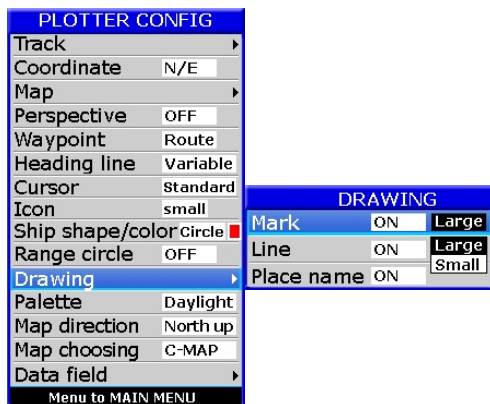 PLOTTER CONFIG
Track
Coordinate N/E
Map
Perspective OFF
Waypoint Route
Heading line Variable
Cursor Standard
Icon small
Ship shape/color Circle
Range circle OFF
Drawing
Palette Daylight
Map direction North up
Map choosing C-MAP
Data field
Menu to MAIN MENU
DRAWING
Mark ON Large
Line ON Large
Small
Place name ON